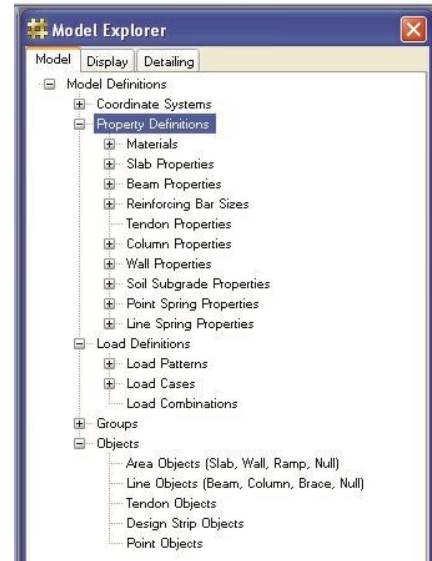 Model Explorer
Model Display Detailing
Model Definitions
Coordinate Systems
Property Definitions
Materials
Slab Properties
Beam Properties
Reinforcing Bar Sizes
Tendon Properties
Column Properties
Wall Properties
Soil Subgrade Properties
Point Spring Properties
Line Spring Properties
Load Definitions
Load Patterns
Load Cases
Load Combinations
Groups
Objects
Area Objects (Slab, Wall, Ramp, Null)
Line Objects (Beam, Column, Brace, Null)
Tendon Objects
Design Strip Objects
Point Objects